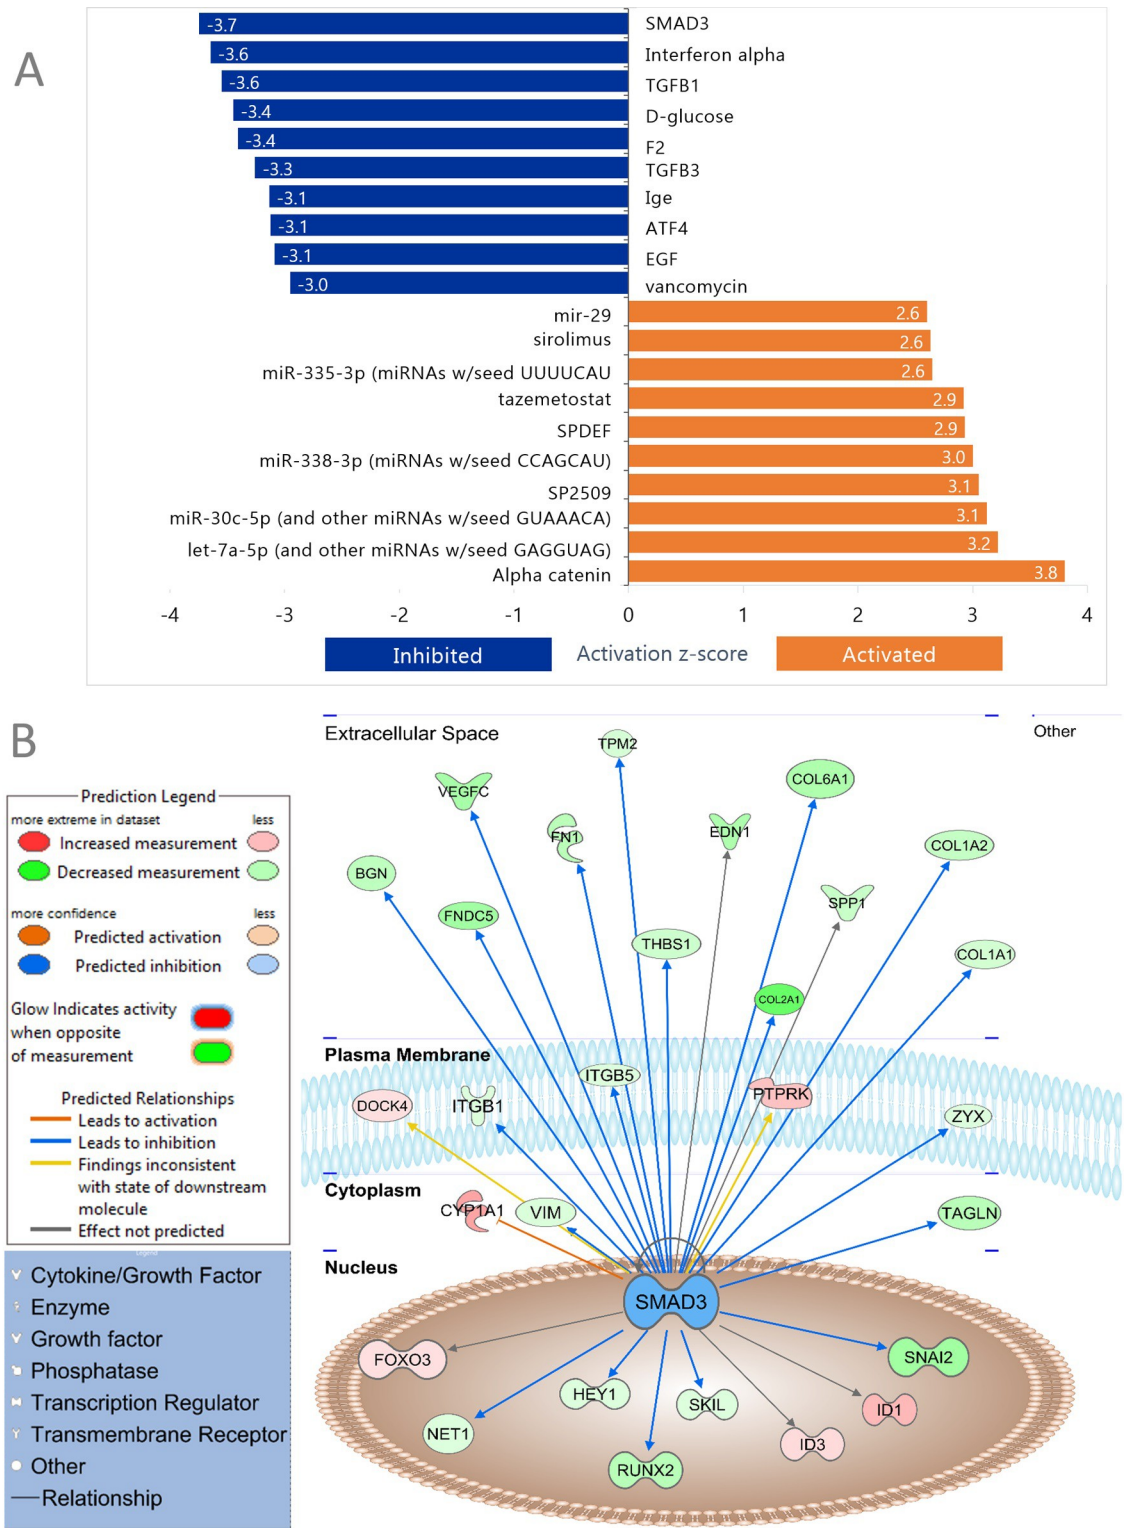 A
-3.7 SMAD3
-3.6 Interferon alpha
-3.6 TGFB1
-3.4 D-glucose
-3.4 F2
-3.3 TGFB3
-3.1 Ige
-3.1 ATF4
-3.1 EGF
-3.0 vancomycin
mir-29 2.6
sirolimus 2.6
miR-335-3p (miRNAs w/seed UUUUCAU 2.6
tazemetostat 2.9
SPDEF 2.9
miR-338-3p (miRNAs w/seed CCAGCAU) 3.0
SP2509 3.1
miR-30c-5p (and other miRNAs w/seed GUAAACA) 3.1
let-7a-5p (and other miRNAs w/seed GAGGUAG) 3.2
Alpha catenin 3.8
-4 -3 -2 -1 0 1 2 3 4
Inhibited Activation z-score Activated
B
Prediction Legend
more extreme in dataset less
Increased measurement
Decreased measurement
more confidence less
Predicted activation
Predicted inhibition
Glow Indicates activity
when opposite
of measurement
Predicted Relationships
Leads to activation
Leads to inhibition
Findings inconsistent
with state of downstream
molecule
Effect not predicted
Legend
Cytokine/Growth Factor
Enzyme
Growth factor
Phosphatase
Transcription Regulator
Transmembrane Receptor
Other
Relationship
Extracellular Space
Other
TPM2
VEGFC
COL6A1
FN1
EDN1
COL1A2
BGN
FNDC5
SPP1
THBS1
COL1A1
COL2A1
Plasma Membrane
ITGB5
DOCK4
ITGB1
PTPRK
ZYX
Cytoplasm
CYP1A1
VIM
TAGLN
Nucleus
SMAD3
FOXO3
SNAI2
HEY1
SKIL
ID1
NET1
ID3
RUNX2